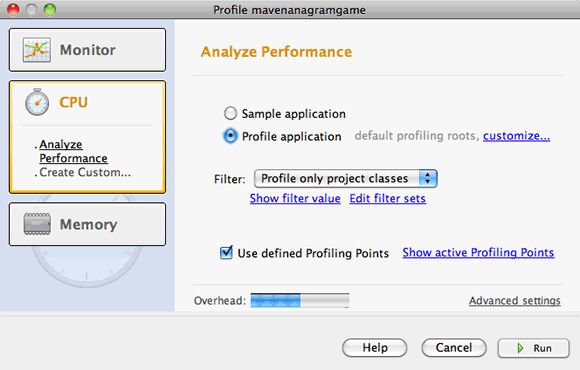 Profile mavenanagramgame
Monitor
CPU
. Analyze
Performance
. Create Custom...
Memory
Analyze Performance
Sample application
Profile application default profiling roots, customize...
Filter: Profile only project classes
Show filter value Edit filter sets
Use defined Profiling Points Show active Profiling Points
Overhead: Advanced settings
Help Cancel Run